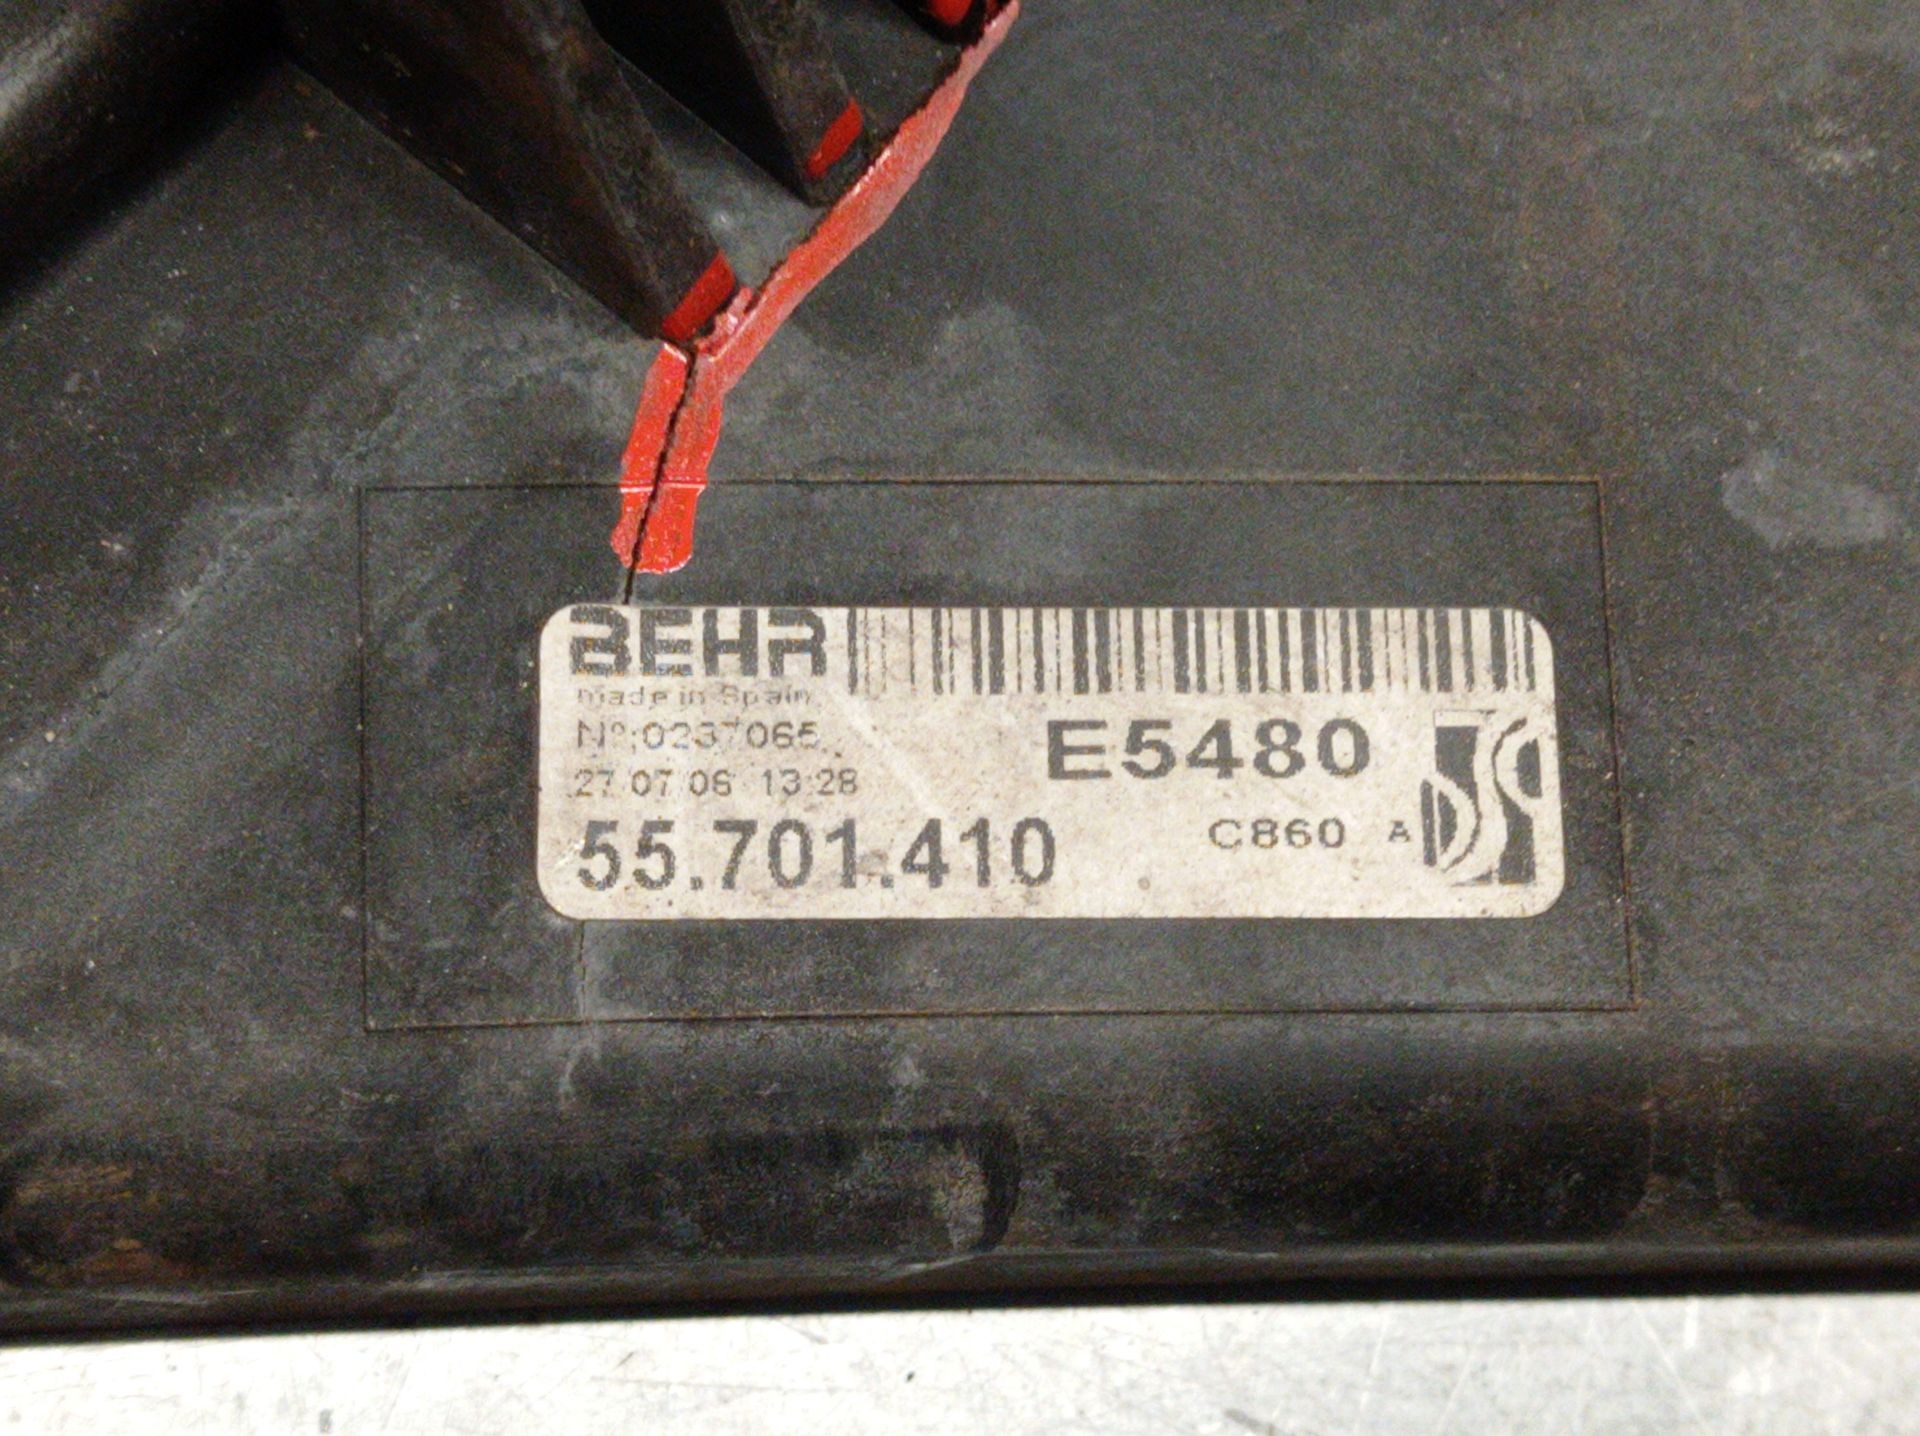 BEHR
made in Spain
Nº:0237065
27 07 06 13:28
E5480
55.701.410
C860 A